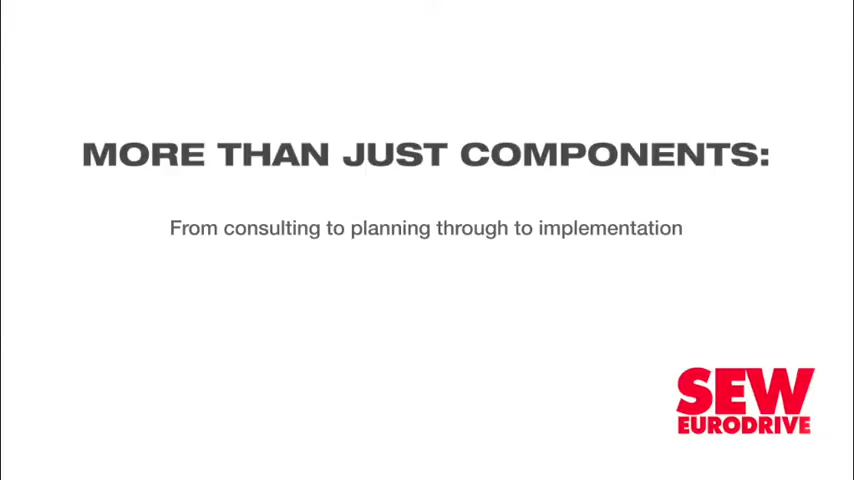 MORE THAN JUST COMPONENTS:
From consulting to planning through to implementation
SEW
EURODRIVE